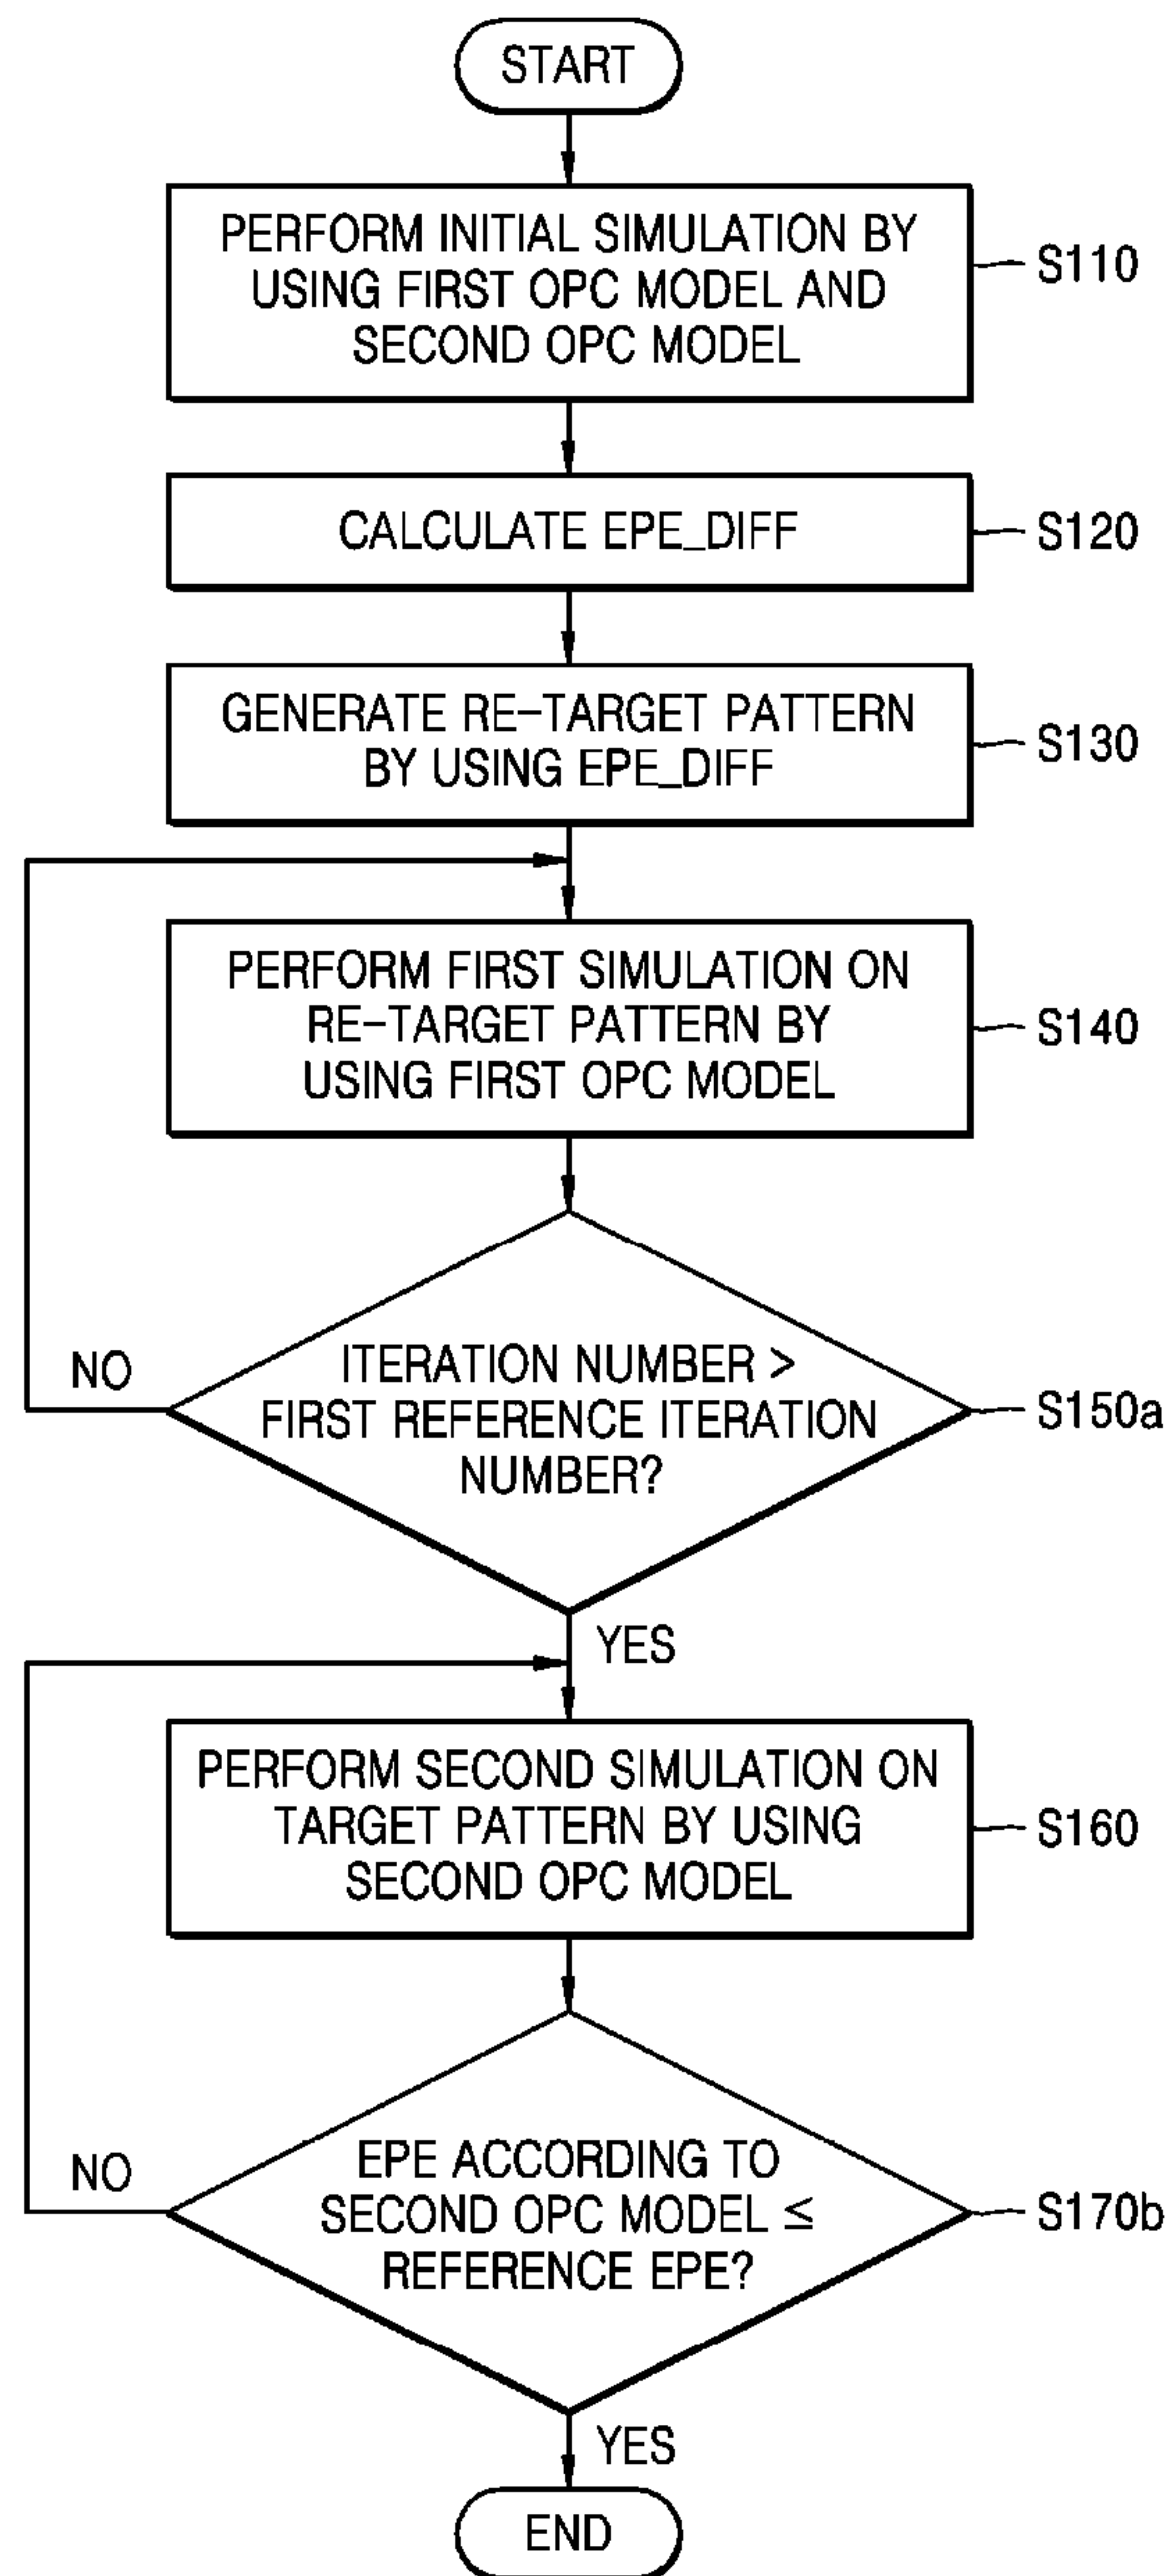 START
PERFORM INITIAL SIMULATION BY
USING FIRST OPC MODEL AND
SECOND OPC MODEL
S110
CALCULATE EPE_DIFF
S120
GENERATE RE-TARGET PATTERN
BY USING EPE_DIFF
S130
PERFORM FIRST SIMULATION ON
RE-TARGET PATTERN BY
USING FIRST OPC MODEL
S140
ITERATION NUMBER >
FIRST REFERENCE ITERATION
NUMBER?
S150a
NO
YES
PERFORM SECOND SIMULATION ON
TARGET PATTERN BY USING
SECOND OPC MODEL
S160
EPE ACCORDING TO
SECOND OPC MODEL ≤
REFERENCE EPE?
S170b
NO
YES
END